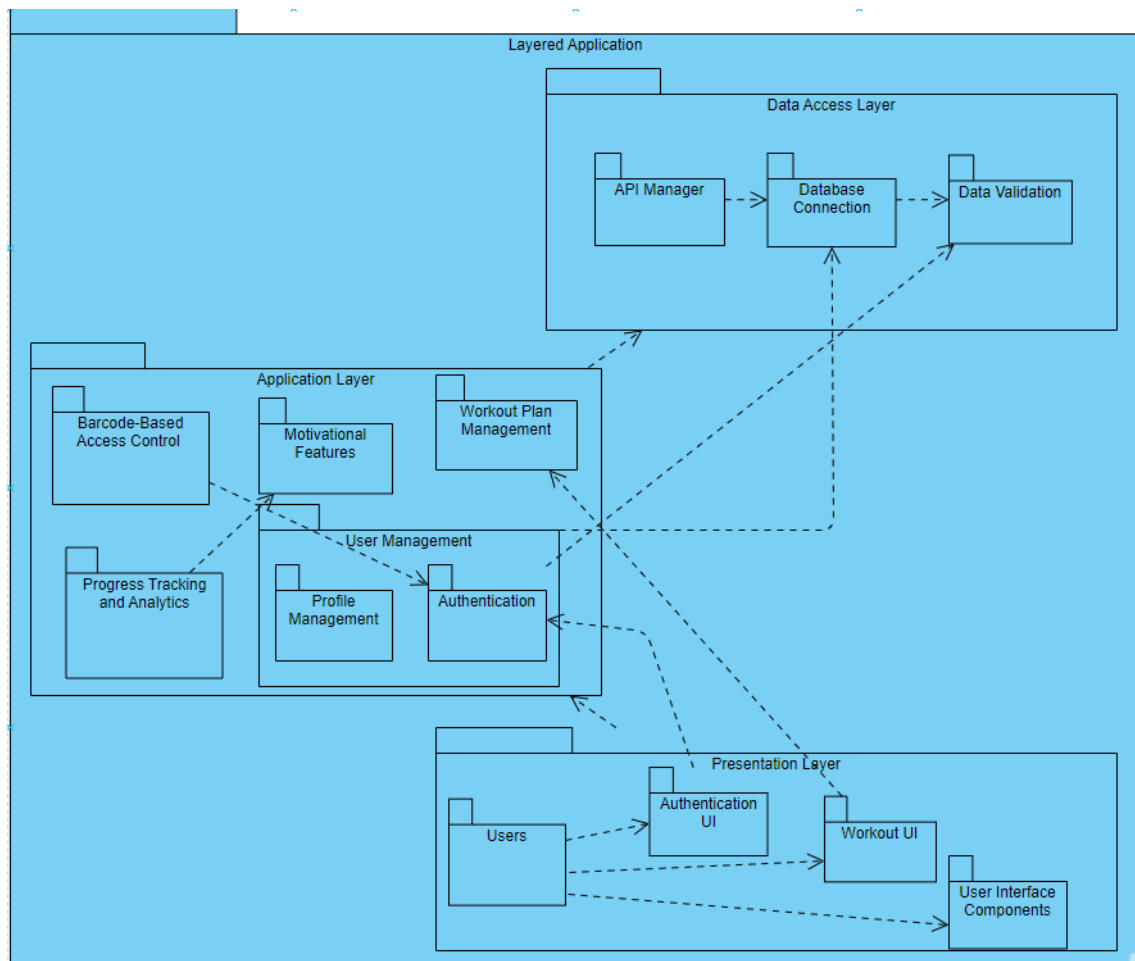 Layered Application
Data Access Layer
API Manager
Database
Connection
Data Validation
Application Layer
Barcode-Based
Access Control
Motivational
Features
Workout Plan
Management
User Management
Progress Tracking
and Analytics
Profile
Management
Authentication
Presentation Layer
Users
Authentication
UI
Workout UI
User Interface
Components